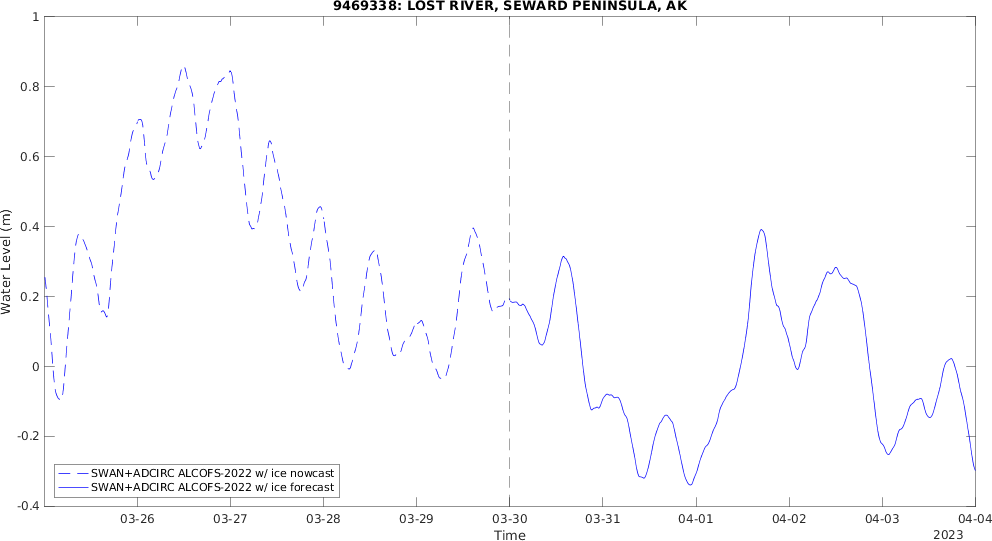 9469338: LOST RIVER, SEWARD PENINSULA, AK
Water Level (m)
1
0.8
0.6
0.4
0.2
0
-0.2
-0.4
SWAN+ADCIRC ALCOFS-2022 w/ ice nowcast
SWAN+ADCIRC ALCOFS-2022 w/ ice forecast
03-26 03-27 03-28 03-29 03-30 03-31 04-01 04-02 04-03 04-04
Time
2023